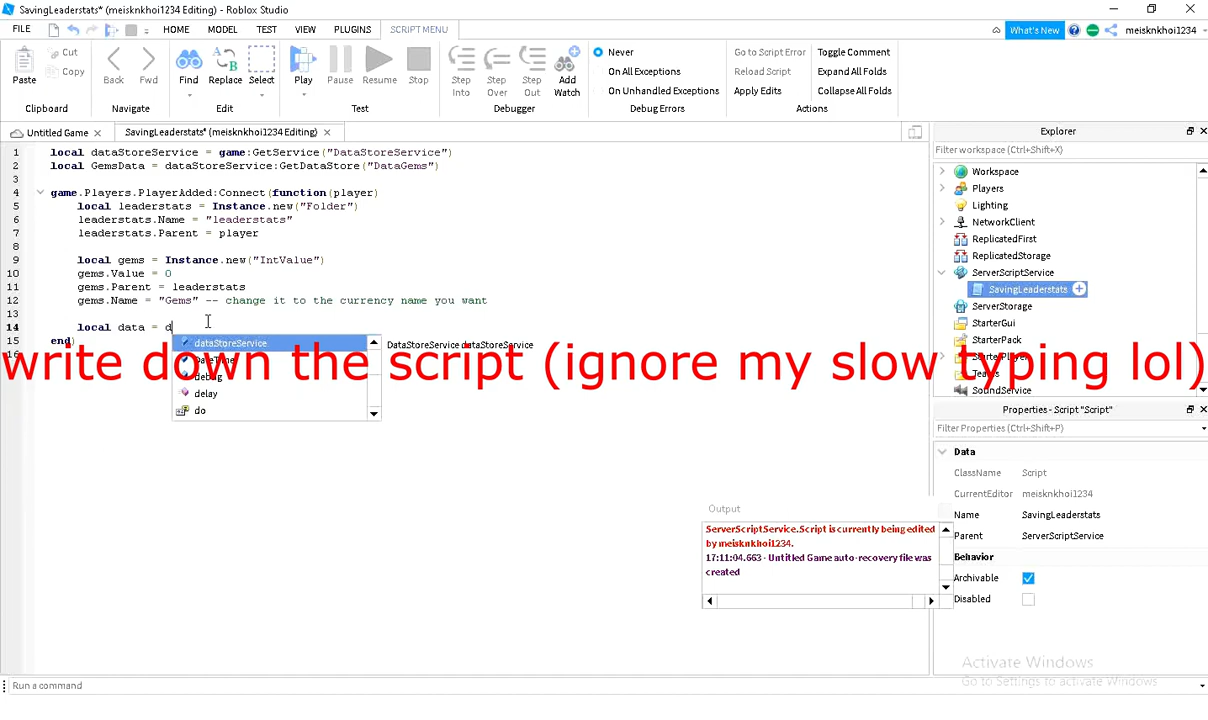 SavingLeaderstats* (meisknkhoi1234 Editing) - Roblox Studio
FILE HOME MODEL TEST VIEW PLUGINS SCRIPT MENU What's New meisknkhoi1234
Paste Cut Copy Back Fwd Find Replace Select Play Pause Resume Stop Step Into Step Over Step Out Add Watch
Never
On All Exceptions
On Unhandled Exceptions
Go to Script Error
Reload Script
Apply Edits
Toggle Comment
Expand All Folds
Collapse All Folds
Clipboard Navigate Edit Test Debugger Debug Errors Actions
Untitled Game SavingLeaderstats* (meisknkhoi1234 Editing)
1 local dataStoreService = game:GetService("DataStoreService")
2 local GemsData = dataStoreService:GetDataStore("DataGems")
3
4 game.Players.PlayerAdded:Connect(function(player)
5 local leaderstats = Instance.new("Folder")
6 leaderstats.Name = "leaderstats"
7 leaderstats.Parent = player
8
9 local gems = Instance.new("IntValue")
10 gems.Value = 0
11 gems.Parent = leaderstats
12 gems.Name = "Gems" -- change it to the currency name you want
13
14 local data = d
15 end)
16
dataStoreService
DateTime
debug
delay
do
DataStoreService dataStoreService
write down the script (ignore my slow typing lol)
Explorer
Filter workspace (Ctrl+Shift+X)
Workspace
Players
Lighting
NetworkClient
ReplicatedFirst
ReplicatedStorage
ServerScriptService
SavingLeaderstats
ServerStorage
StarterGui
StarterPack
StarterPlayer
Teams
SoundService
Properties - Script "Script"
Filter Properties (Ctrl+Shift+P)
Data
ClassName Script
CurrentEditor meisknkhoi1234
Name SavingLeaderstats
Parent ServerScriptService
Behavior
Archivable
Disabled
Output
ServerScriptService.Script is currently being edited
by meisknkhoi1234.
17:11:04.663 - Untitled Game auto-recovery file was
created
Activate Windows
Go to Settings to activate Windows.
Run a command